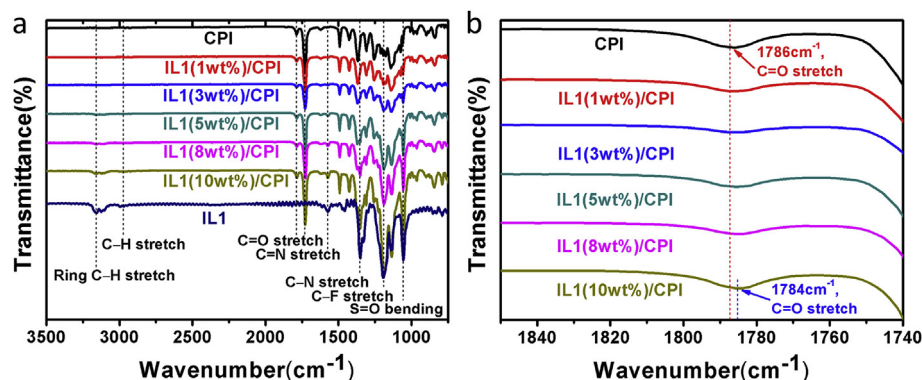 a
Transmittance(%)
CPI
IL1(1wt%)/CPI
IL1(3wt%)/CPI
IL1(5wt%)/CPI
IL1(8wt%)/CPI
IL1(10wt%)/CPI
IL1
C–H stretch
Ring C–H stretch
C=O stretch
C=N stretch
C–N stretch
C–F stretch
S=O bending
3500 3000 2500 2000 1500 1000
Wavenumber(cm-1)
b
Transmittance(%)
CPI
1786cm-1,
C=O stretch
IL1(1wt%)/CPI
IL1(3wt%)/CPI
IL1(5wt%)/CPI
IL1(8wt%)/CPI
IL1(10wt%)/CPI
1784cm-1,
C=O stretch
1840 1820 1800 1780 1760 1740
Wavenumber(cm-1)